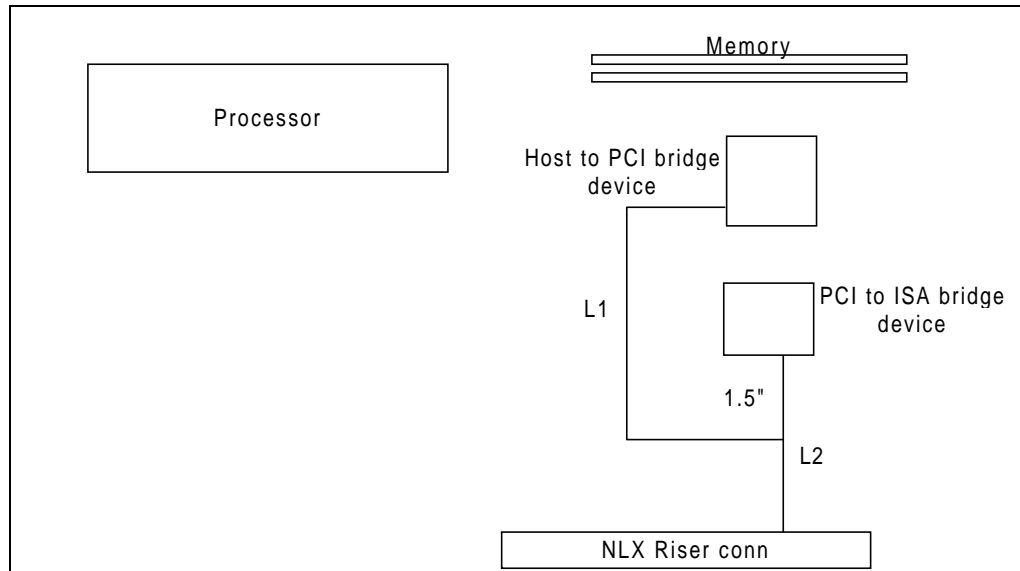 Memory
Processor
Host to PCI bridge
device
PCI to ISA bridge
device
L1
1.5"
L2
NLX Riser conn